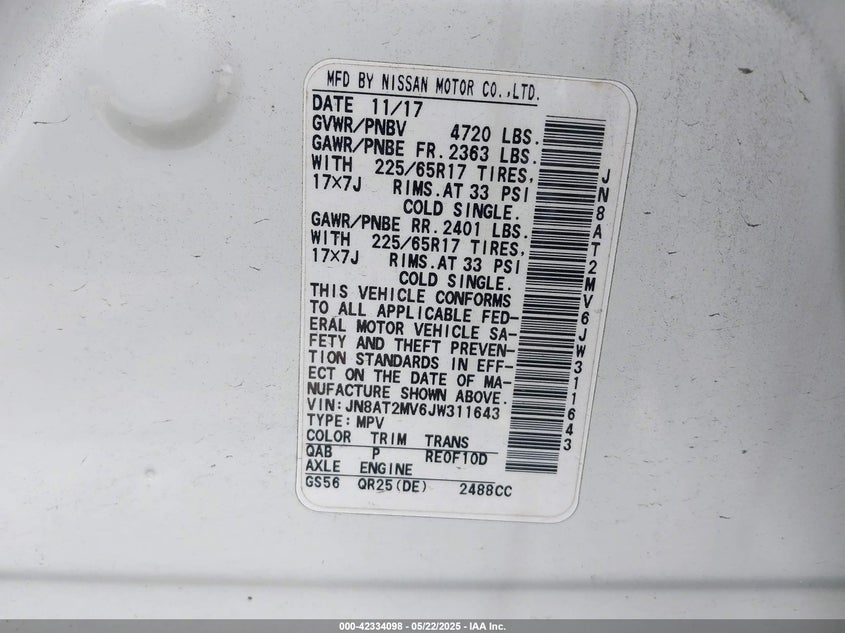 MFD BY NISSAN MOTOR CO.,LTD.
DATE 11/17
GVWR/PNBV 4720 LBS.
GAWR/PNBE FR. 2363 LBS.
WITH 225/65R17 TIRES,
17×7J RIMS.AT 33 PSI
COLD SINGLE.
GAWR/PNBE RR. 2401 LBS.
WITH 225/65R17 TIRES,
17×7J RIMS.AT 33 PSI
COLD SINGLE.
THIS VEHICLE CONFORMS
TO ALL APPLICABLE FED-
ERAL MOTOR VEHICLE SA-
FETY AND THEFT PREVEN-
TION STANDARDS IN EFF-
ECT ON THE DATE OF MA-
NUFACTURE SHOWN ABOVE.
VIN:JN8AT2MV6JW311643
TYPE:MPV
COLOR TRIM TRANS
QAB P RE0F10D
AXLE ENGINE
GS56 QR25(DE) 2488CC
JN8AT2MV6JW311643
000-42334098 - 05/22/2025 - IAA Inc.